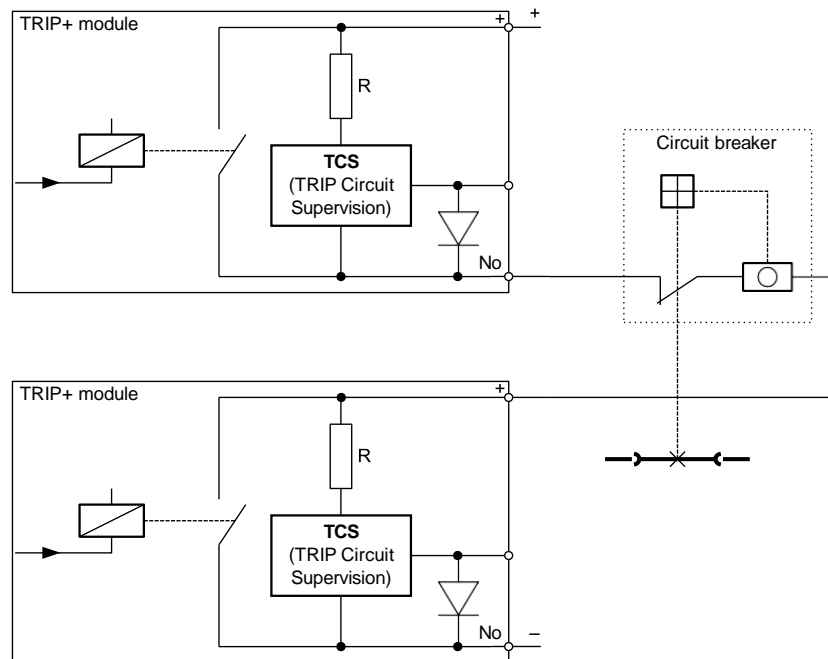 TRIP+ module
+
+
R
TCS
(TRIP Circuit
Supervision)
No
Circuit breaker
TRIP+ module
+
R
TCS
(TRIP Circuit
Supervision)
No
–